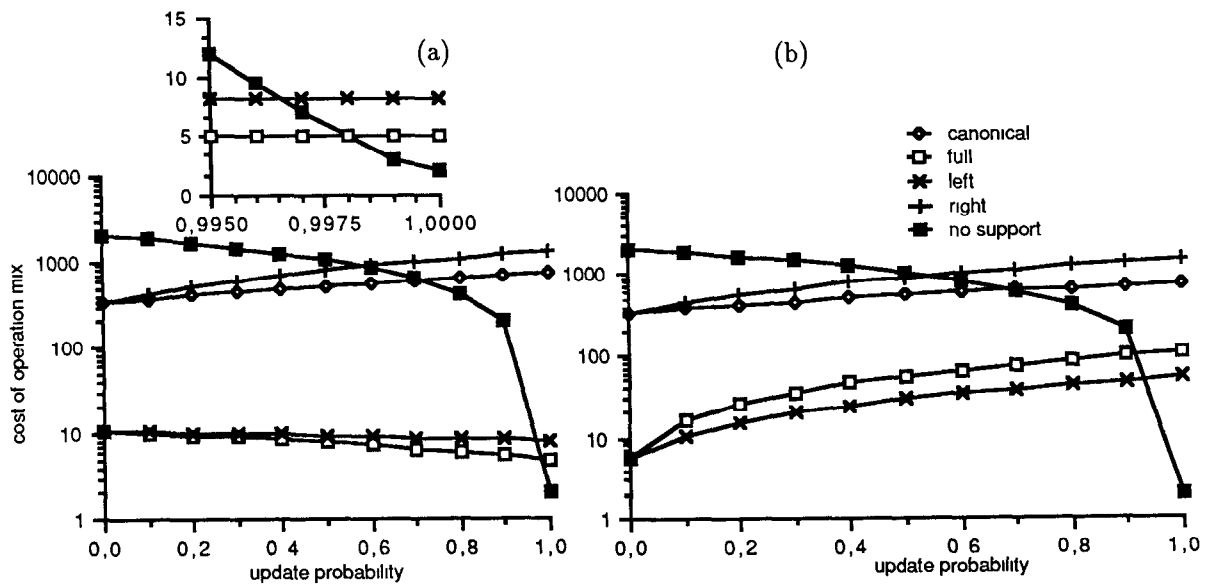 15
(a)
(b)
10
5
0
0,9950
0,9975
1,0000
canonical
full
left
right
no support
cost of operation mix
10000
1000
100
10
1
0,0
0,2
0 4
0,6
0,8
1,0
update probability
10000
1000
100
10
1
0,0
0,2
0,4
0,6
0,8
1,0
update probability